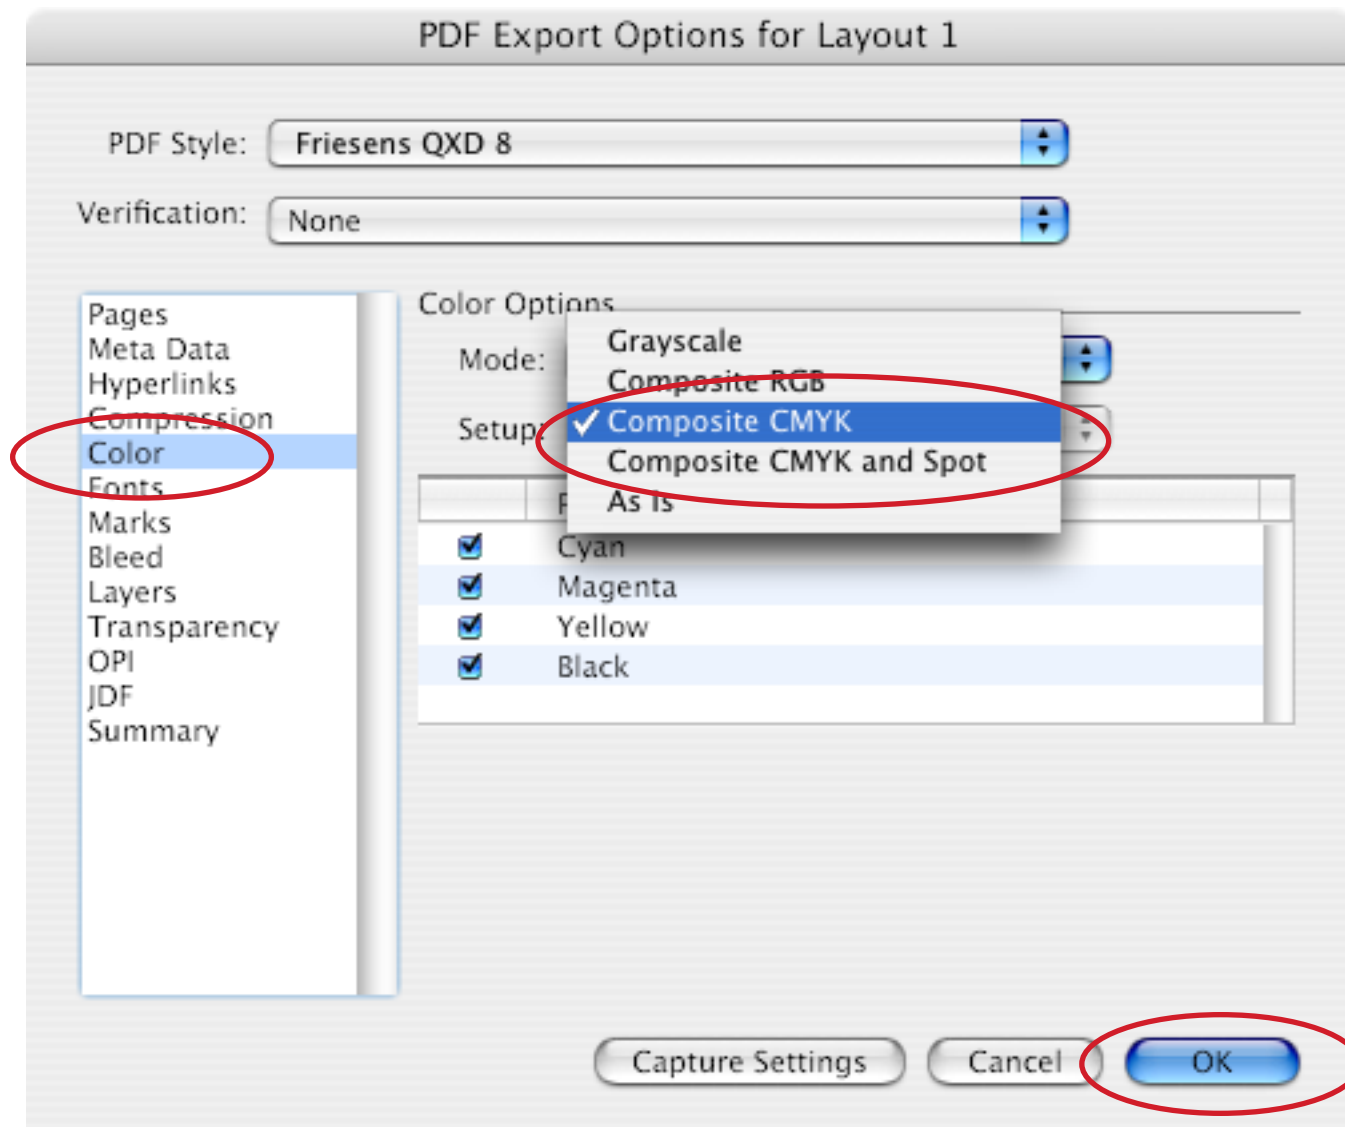 PDF Export Options for Layout 1
PDF Style: Friesens QXD 8
Verification: None
Pages
Meta Data
Hyperlinks
Compression
Color
Fonts
Marks
Bleed
Layers
Transparency
OPI
JDF
Summary
Color Options
Mode:
Setup:
Grayscale
Composite RGB
Composite CMYK
Composite CMYK and Spot
As Is
Cyan
Magenta
Yellow
Black
Capture Settings
Cancel
OK